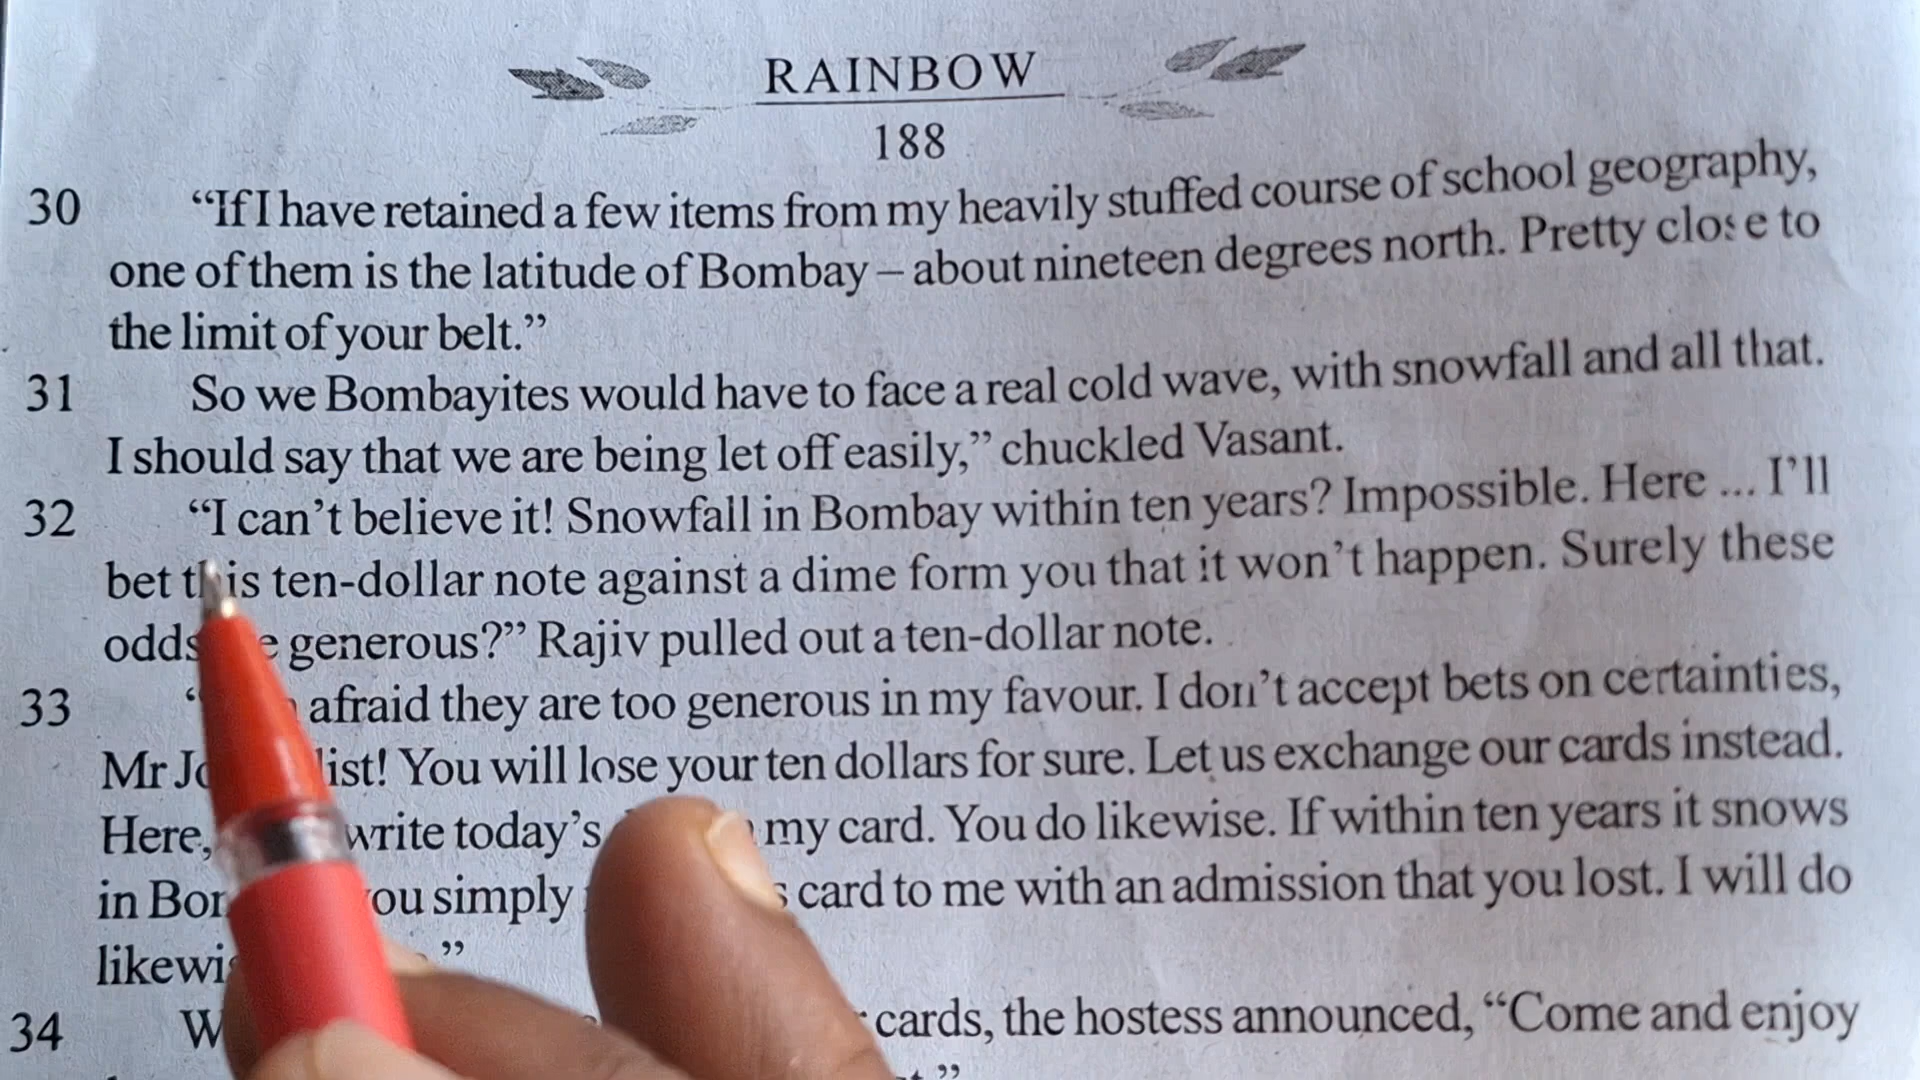 RAINBOW
188
30 “If I have retained a few items from my heavily stuffed course of school geography,
one of them is the latitude of Bombay – about nineteen degrees north. Pretty close to
the limit of your belt.”
31 So we Bombayites would have to face a real cold wave, with snowfall and all that.
I should say that we are being let off easily,” chuckled Vasant.
32 “I can’t believe it! Snowfall in Bombay within ten years? Impossible. Here ... I’ll
bet this ten-dollar note against a dime form you that it won’t happen. Surely these
odds generous?” Rajiv pulled out a ten-dollar note.
33 “ afraid they are too generous in my favour. I don’t accept bets on certainties,
Mr list! You will lose your ten dollars for sure. Let us exchange our cards instead.
Here, write today’s my card. You do likewise. If within ten years it snows
in you simply card to me with an admission that you lost. I will do
”
34 cards, the hostess announced, “Come and enjoy